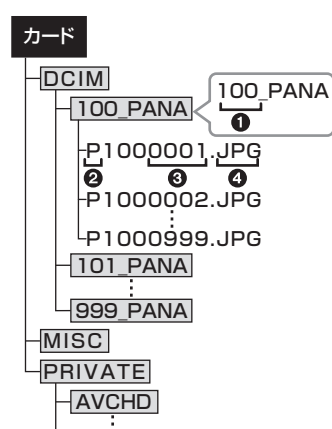 カード
DCIM
100_PANA
100_PANA
❶
P1000001.JPG
❷ ❸ ❹
P1000002.JPG
P1000999.JPG
101_PANA
999_PANA
MISC
PRIVATE
AVCHD